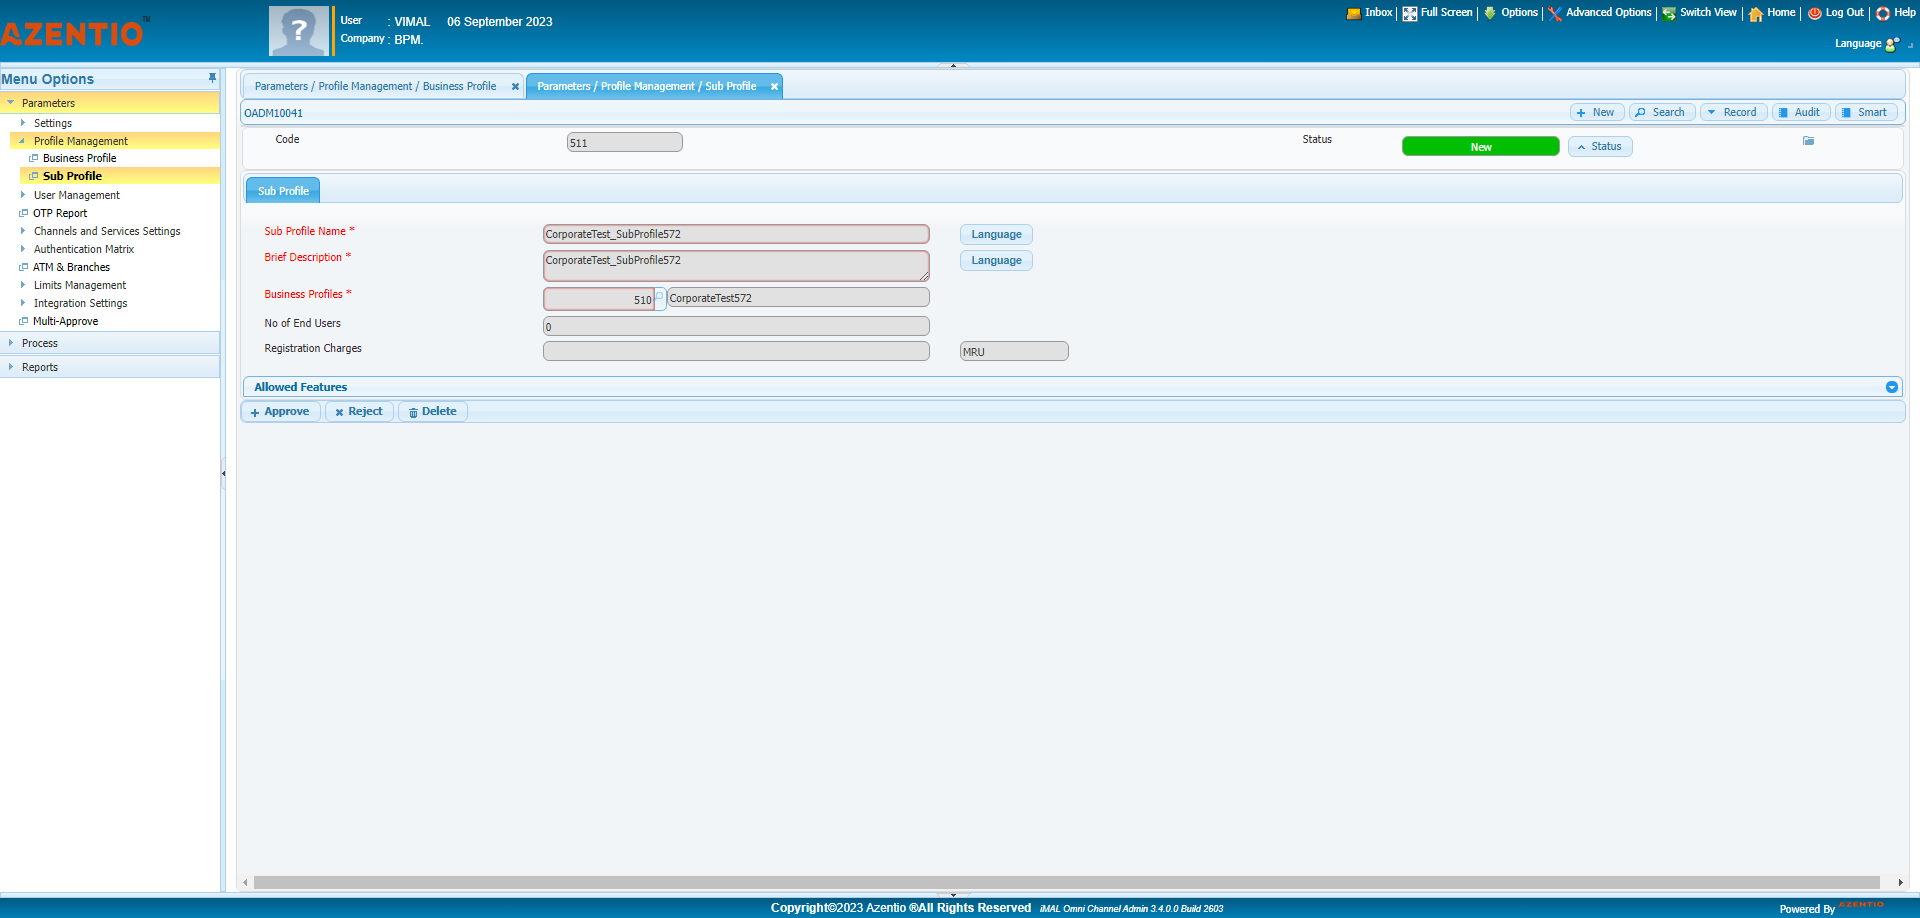 AZENTIO™
?
User : VIMAL 06 September 2023
Company : BPM.
Inbox Full Screen Options Advanced Options Switch View Home Log Out Help
Language
Menu Options
Parameters
Settings
Profile Management
Business Profile
Sub Profile
User Management
OTP Report
Channels and Services Settings
Authentication Matrix
ATM & Branches
Limits Management
Integration Settings
Multi-Approve
Process
Reports
Parameters / Profile Management / Business Profile
Parameters / Profile Management / Sub Profile
OADM10041
New Search Record Audit Smart
Code 511 Status New Status
Sub Profile
Sub Profile Name * CorporateTest_SubProfile572 Language
Brief Description * CorporateTest_SubProfile572 Language
Business Profiles * 510 CorporateTest572
No of End Users 0
Registration Charges MRU
Allowed Features
Approve Reject Delete
Copyright©2023 Azentio ®All Rights Reserved iMAL Omni Channel Admin 3.4.0.0 Build 2603
Powered By AZENTIO